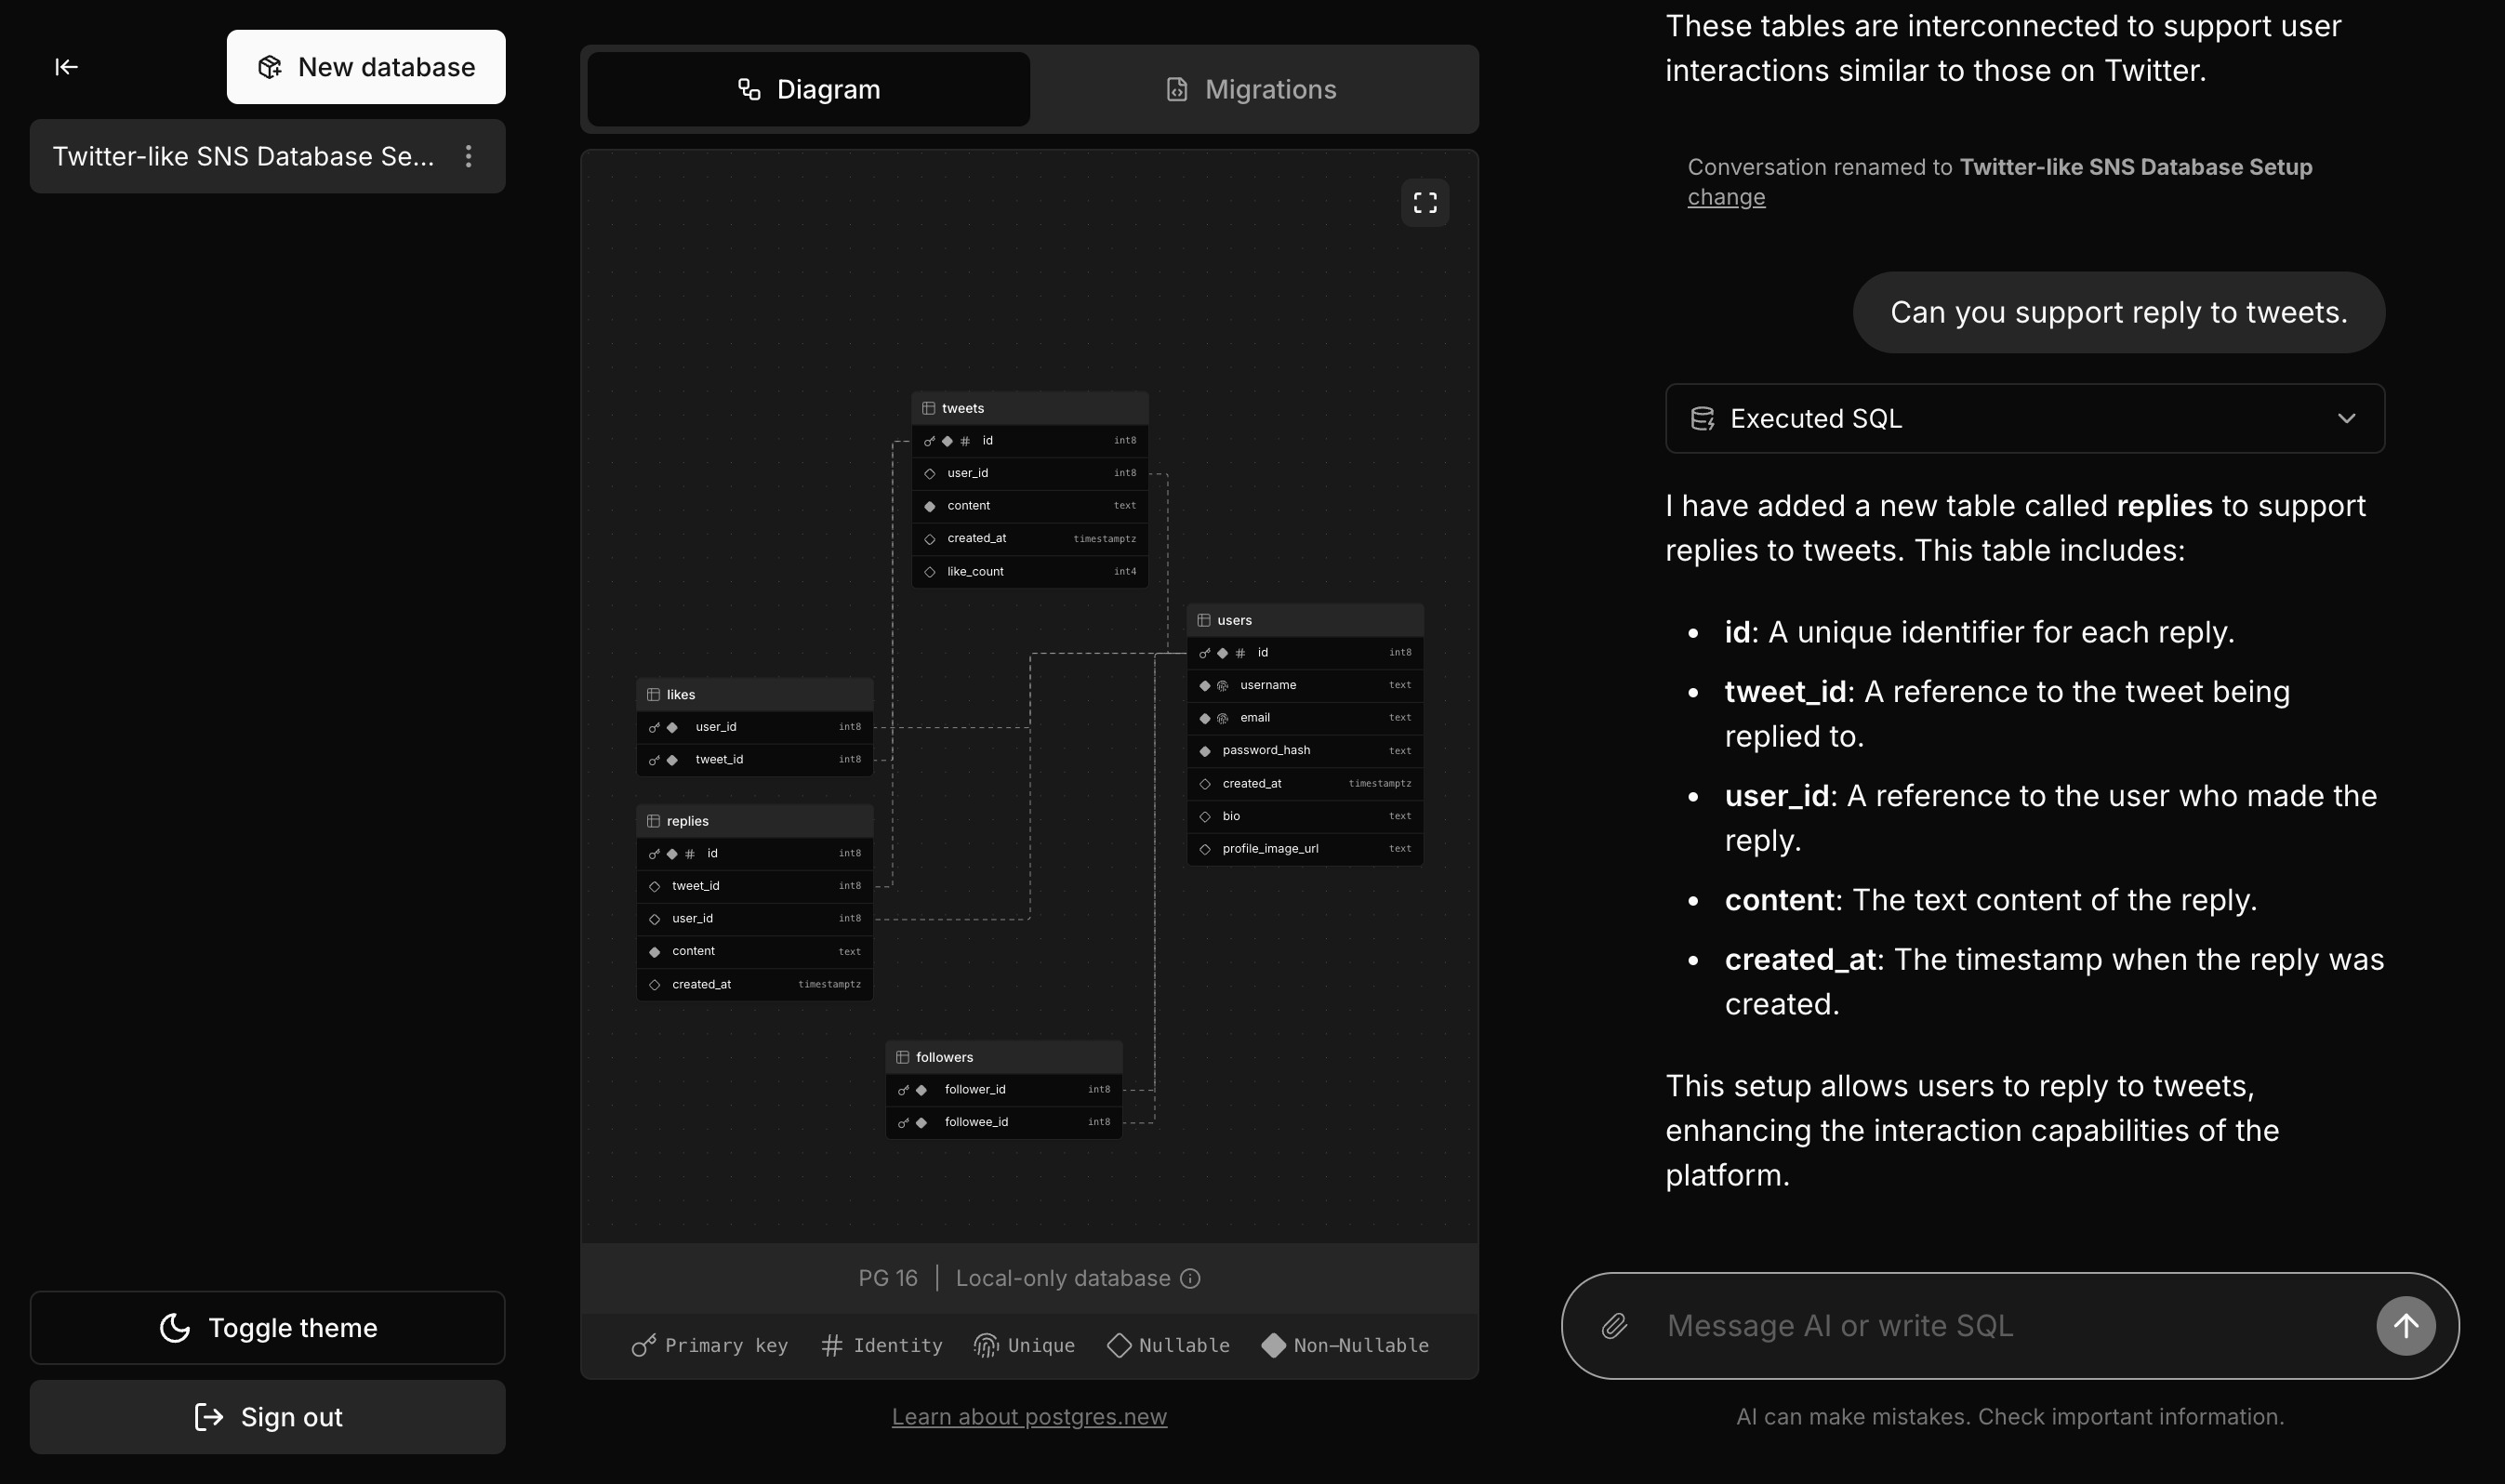 New database
Twitter-like SNS Database Se...
Toggle theme
Sign out
Diagram
Migrations
tweets
id int8
user_id int8
content text
created_at timestamptz
like_count int4
users
id int8
username text
email text
password_hash text
created_at timestamptz
bio text
profile_image_url text
likes
user_id int8
tweet_id int8
replies
id int8
tweet_id int8
user_id int8
content text
created_at timestamptz
followers
follower_id int8
followee_id int8
PG 16 | Local-only database
Primary key
Identity
Unique
Nullable
Non-Nullable
Learn about postgres.new
These tables are interconnected to support user
interactions similar to those on Twitter.
Conversation renamed to Twitter-like SNS Database Setup
change
Can you support reply to tweets.
Executed SQL
I have added a new table called replies to support
replies to tweets. This table includes:
• id: A unique identifier for each reply.
• tweet_id: A reference to the tweet being
replied to.
• user_id: A reference to the user who made the
reply.
• content: The text content of the reply.
• created_at: The timestamp when the reply was
created.
This setup allows users to reply to tweets,
enhancing the interaction capabilities of the
platform.
Message AI or write SQL
AI can make mistakes. Check important information.